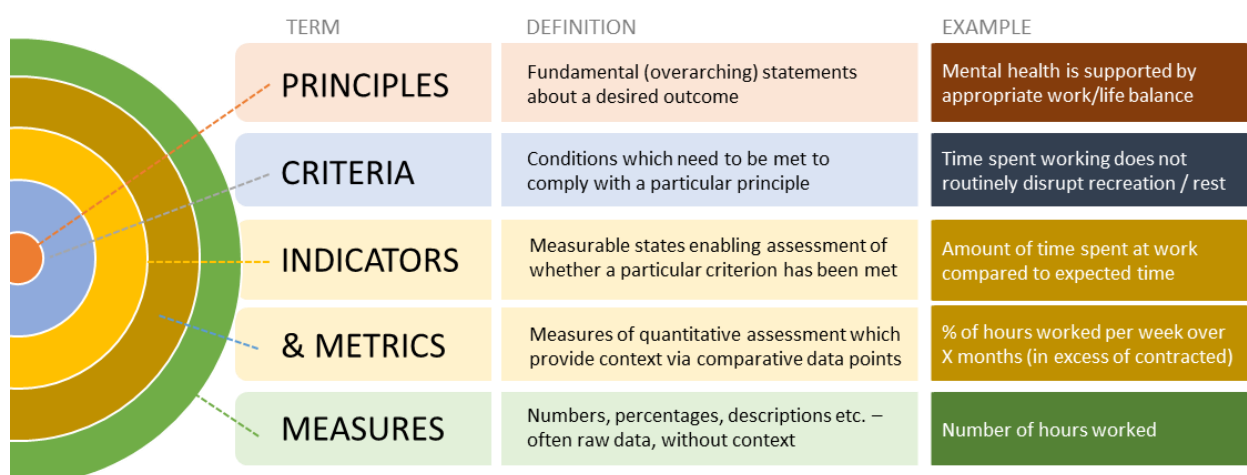 TERM DEFINITION EXAMPLE
PRINCIPLES
Fundamental (overarching) statements
about a desired outcome
Mental health is supported by
appropriate work/life balance
CRITERIA
Conditions which need to be met to
comply with a particular principle
Time spent working does not
routinely disrupt recreation / rest
INDICATORS
Measurable states enabling assessment of
whether a particular criterion has been met
Amount of time spent at work
compared to expected time
& METRICS
Measures of quantitative assessment which
provide context via comparative data points
% of hours worked per week over
X months (in excess of contracted)
MEASURES
Numbers, percentages, descriptions etc. –
often raw data, without context
Number of hours worked